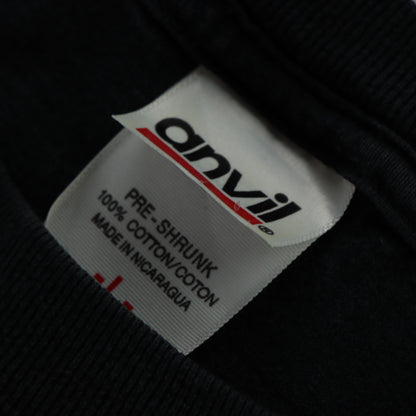 anvil®
PRE-SHRUNK
100% COTTON/COTON
MADE IN NICARAGUA